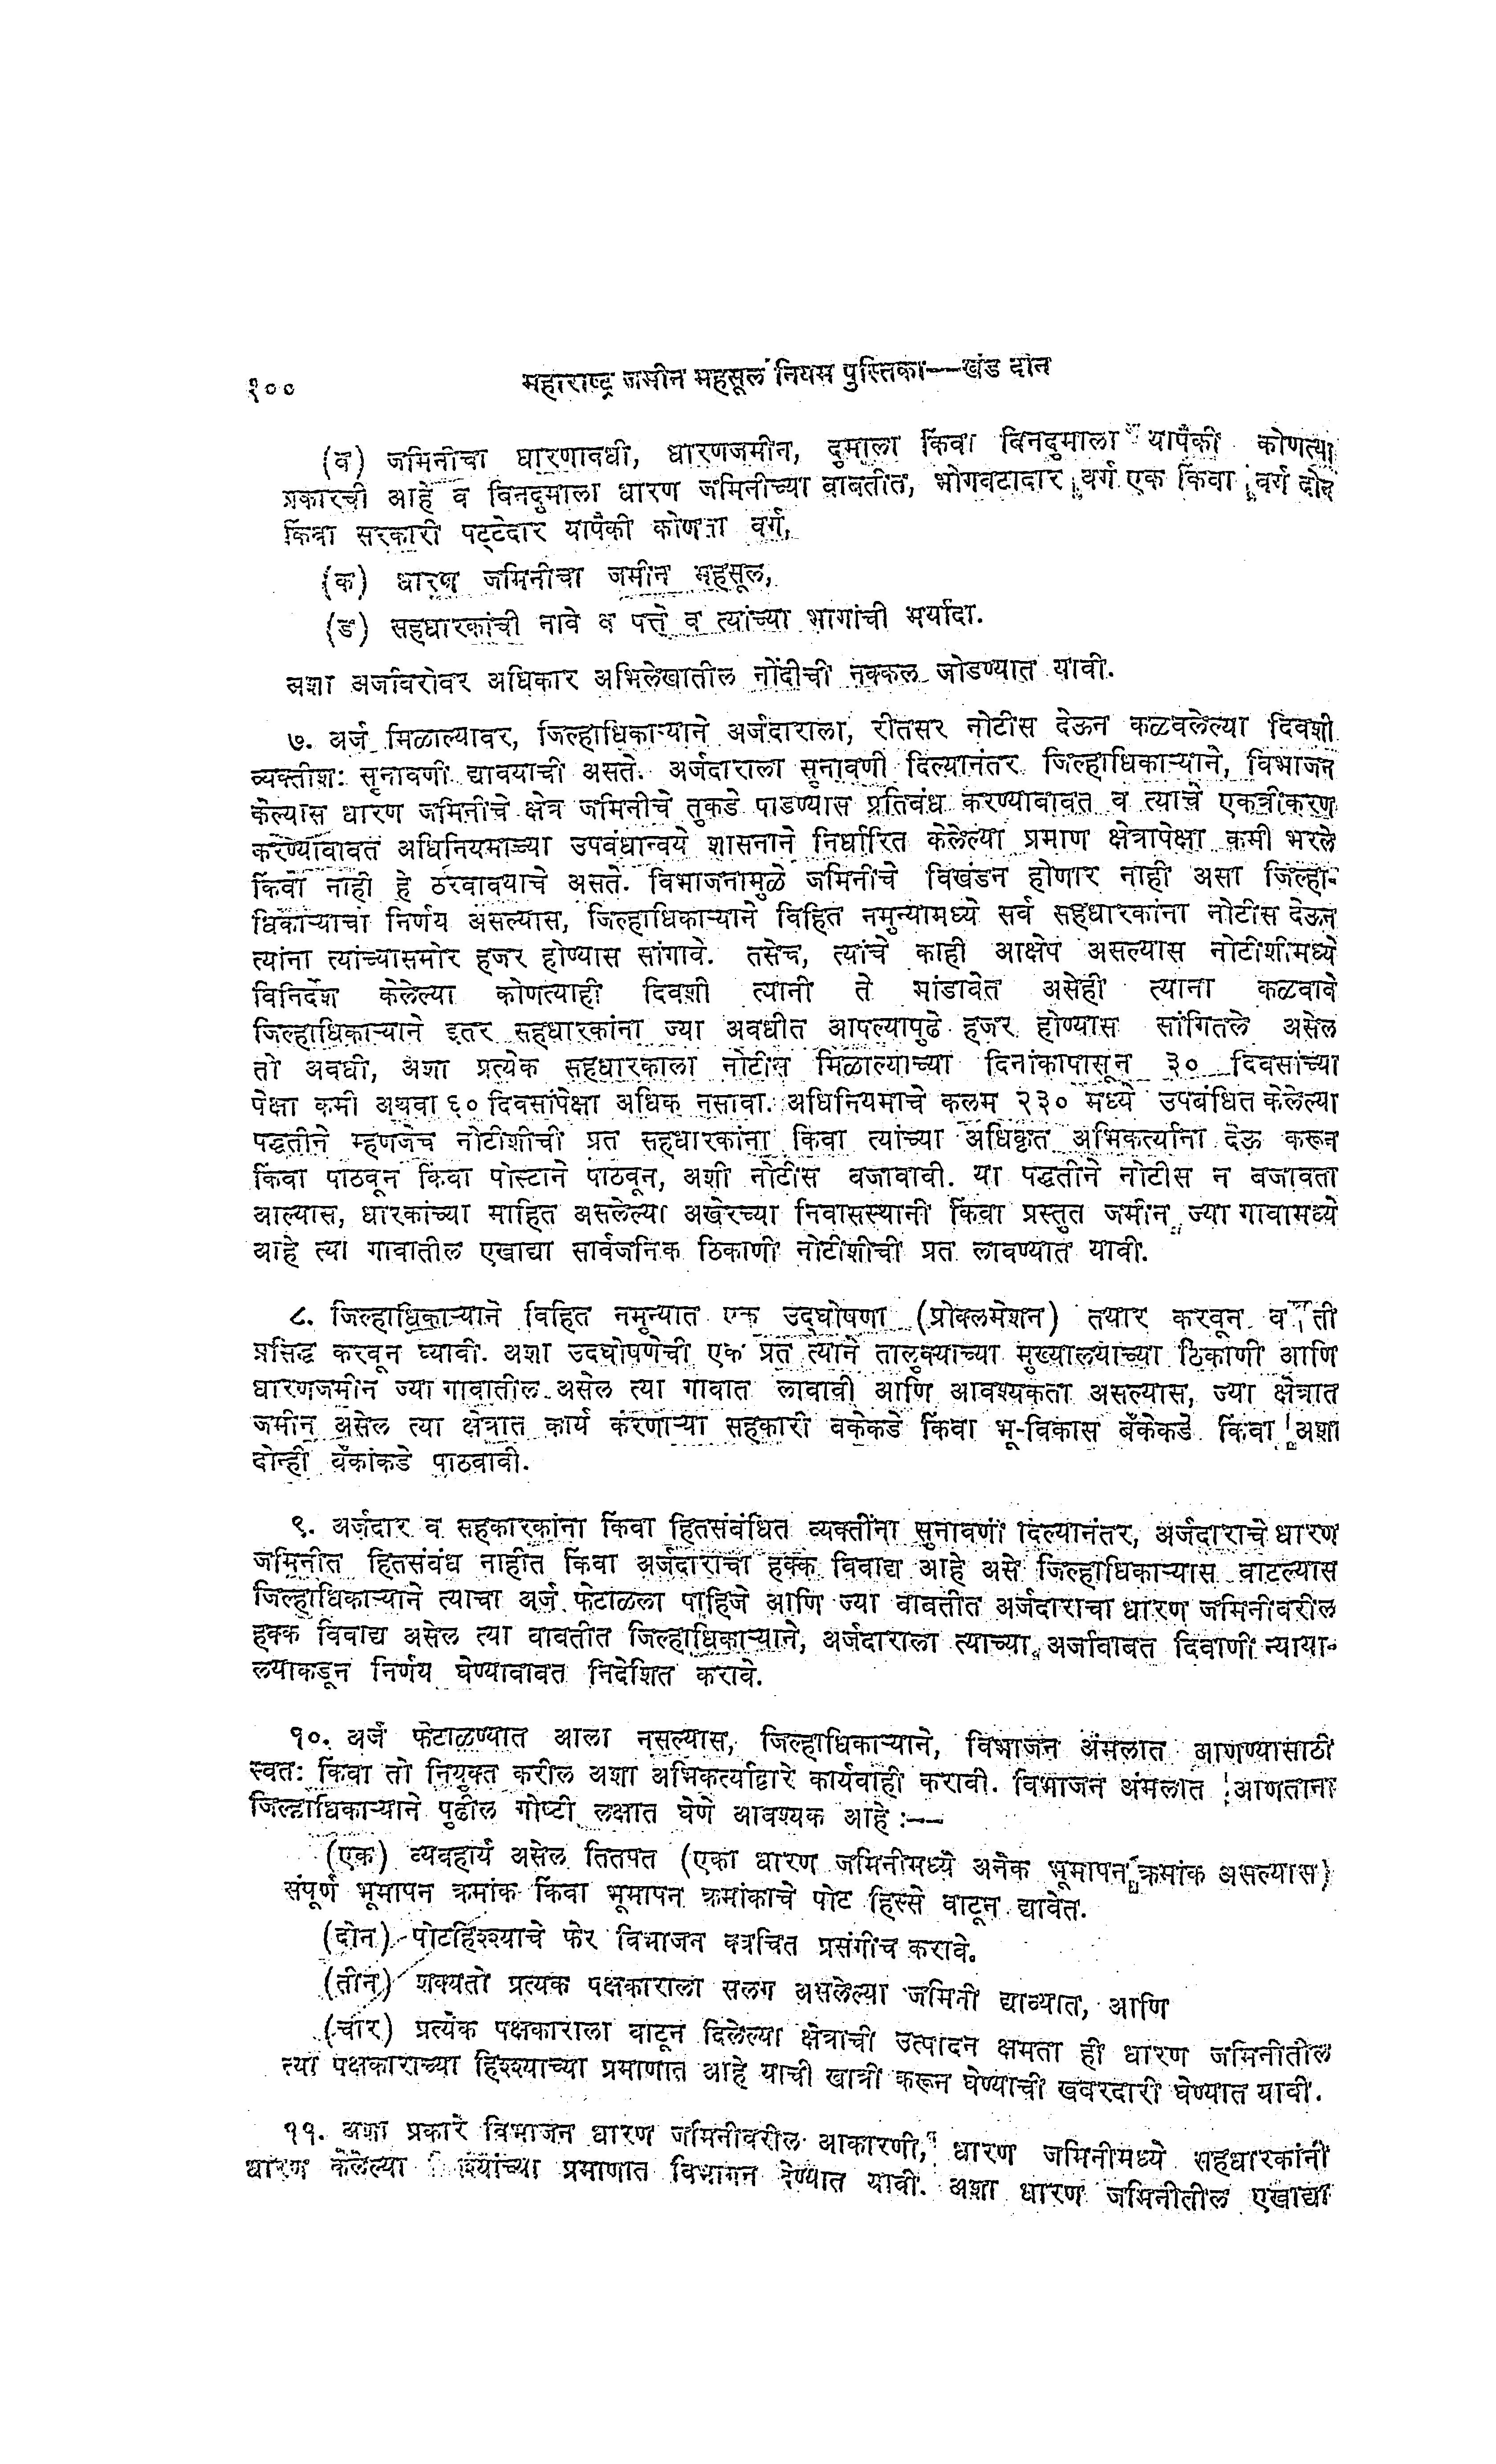 १००
महाराष्ट्र जमीन महसूल नियम पुस्तिका--खंड दोन
(ब) जमिनीचा धारणावधी, धारणजमीन, दुमाला किंवा बिनदुमाला यापैकी कोणत्या
प्रकारची आहे व बिनदुमाला धारण जमिनीच्या बाबतीत, भोगवटादार वर्ग एक किंवा वर्ग दोन
किंवा सरकारी पट्टेदार यापैकी कोणता वर्ग,
(क) धारण जमिनीचा जमीन महसूल,
(ड) सहधारकांची नावे व पत्ते व त्यांच्या भागांची मर्यादा.
अशा अर्जाबरोबर अधिकार अभिलेखातील नोंदीची नक्कल जोडण्यात यावी.
७. अर्ज मिळाल्यावर, जिल्हाधिकाऱ्याने अर्जदाराला, रीतसर नोटीस देऊन कळवलेल्या दिवशी
व्यक्तीश: सुनावणी द्यावयाची असते. अर्जदाराला सुनावणी दिल्यानंतर जिल्हाधिकाऱ्याने, विभाजन
केल्यास धारण जमिनीचे क्षेत्र जमिनीचे तुकडे पाडण्यास प्रतिबंध करण्याबाबत व त्याचे एकत्रीकरण
करण्याबाबत अधिनियमाच्या उपबंधान्वये शासनाने निर्धारित केलेल्या प्रमाण क्षेत्रापेक्षा कमी भरले
किंवा नाही हे ठरवावयाचे असते. विभाजनामुळे जमिनीचे विखंडन होणार नाही असा जिल्हा-
धिकाऱ्याचा निर्णय असल्यास, जिल्हाधिकाऱ्याने विहित नमुन्यामध्ये सर्व सहधारकांना नोटीस देऊन
त्यांना त्यांच्यासमोर हजर होण्यास सांगावे. तसेच, त्यांचे काही आक्षेप असल्यास नोटीशीमध्ये
विनिर्देश केलेल्या कोणत्याही दिवशी त्यानी ते मांडावेत असेही त्याना कळवावे
जिल्हाधिकाऱ्याने इतर सहधारकांना ज्या अवधीत आपल्यापुढे हजर होण्यास सांगितले असेल
तो अवधी, अशा प्रत्येक सहधारकाला नोटीस मिळाल्याच्या दिनांकापासून ३० दिवसांच्या
पेक्षा कमी अथवा ६० दिवसांपेक्षा अधिक नसावा. अधिनियमाचे कलम २३० मध्ये उपबंधित केलेल्या
पद्धतीने म्हणजेच नोटीशीची प्रत सहधारकांना किंवा त्यांच्या अधिकृत अभिकर्त्यांना देऊ करून
किंवा पाठवून किंवा पोस्टाने पाठवून, अशी नोटीस बजावावी. या पद्धतीने नोटीस न बजावता
आल्यास, धारकांच्या माहित असलेल्या अखेरच्या निवासस्थानी किंवा प्रस्तुत जमीन ज्या गावामध्ये
आहे त्या गावातील एखाद्या सार्वजनिक ठिकाणी नोटीशीची प्रत लावण्यात यावी.
८. जिल्हाधिकाऱ्याने विहित नमुन्यात एक उद्घोषणा (प्रोक्लमेशन) तयार करवून व ती
प्रसिद्ध करवून घ्यावी. अशा उदघोषणेची एक प्रत त्याने तालुक्याच्या मुख्यालयाच्या ठिकाणी आणि
धारणजमीन ज्या गावातील असेल त्या गावात लावावी आणि आवश्यकता असल्यास, ज्या क्षेत्रात
जमीन असेल त्या क्षेत्रात कार्य करणाऱ्या सहकारी बकेकडे किंवा भू-विकास बँकेकडे किंवा अशा
दोन्ही बँकांकडे पाठवावी.
९. अर्जदार व सहकारकांना किंवा हितसंबंधित व्यक्तींना सुनावणी दिल्यानंतर, अर्जदाराचे धारण
जमिनीत हितसंबंध नाहीत किंवा अर्जदाराचा हक्क विवाद्य आहे असे जिल्हाधिकाऱ्यास वाटल्यास
जिल्हाधिकाऱ्याने त्याचा अर्ज फेटाळला पाहिजे आणि ज्या बाबतीत अर्जदाराचा धारण जमिनीवरील
हक्क विवाद्य असेल त्या बाबतीत जिल्हाधिकाऱ्याने, अर्जदाराला त्याच्या अर्जाबाबत दिवाणी न्याया-
लयाकडून निर्णय घेण्याबाबत निदेशित करावे.
१०. अर्ज फेटाळण्यात आला नसल्यास, जिल्हाधिकाऱ्याने, विभाजन अंमलात आणण्यासाठी
स्वत: किंवा तो नियुक्त करील अशा अभिकर्त्याद्वारे कार्यवाही करावी. विभाजन अंमलात आणताना
जिल्हाधिकाऱ्याने पुढील गोष्टी लक्षात घेणे आवश्यक आहे :--
(एक) व्यवहार्य असेल तितपत (एका धारण जमिनीमध्ये अनेक भूमापन क्रमांक असल्यास)
संपूर्ण भूमापन क्रमांक किंवा भूमापन क्रमांकाचे पोट हिस्से वाटून द्यावेत.
(दोन) पोटहिश्श्याचे फेर विभाजन क्वचित प्रसंगीच करावे.
(तीन) शक्यतो प्रत्यक पक्षकाराला सलग असलेल्या जमिनी द्याव्यात, आणि
(चार) प्रत्येक पक्षकाराला वाटून दिलेल्या क्षेत्राची उत्पादन क्षमता ही धारण जमिनीतील
त्या पक्षकाराच्या हिश्श्याच्या प्रमाणात आहे याची खात्री करून घेण्याची खबरदारी घेण्यात यावी.
११. अशा प्रकारे विभाजन धारण जमिनीवरील आकारणी, धारण जमिनीमध्ये सहधारकांनी
धारण केलेल्या प्रमाणात विभागन देण्यात यावी. अशा धारण जमिनीतील एखाद्या